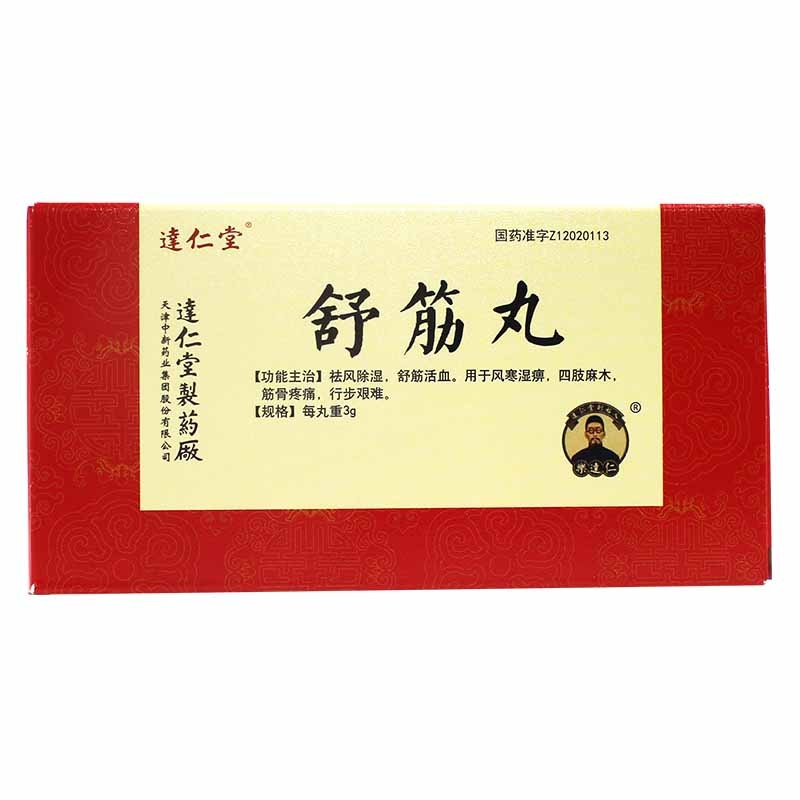 達仁堂®
国药准字Z12020113
舒筋丸
【功能主治】祛风除湿，舒筋活血。用于风寒湿痹，四肢麻木，
筋骨疼痛，行步艰难。
【规格】每丸重3g
達仁堂製药厰
天津中新药业集团股份有限公司
®
樂達仁